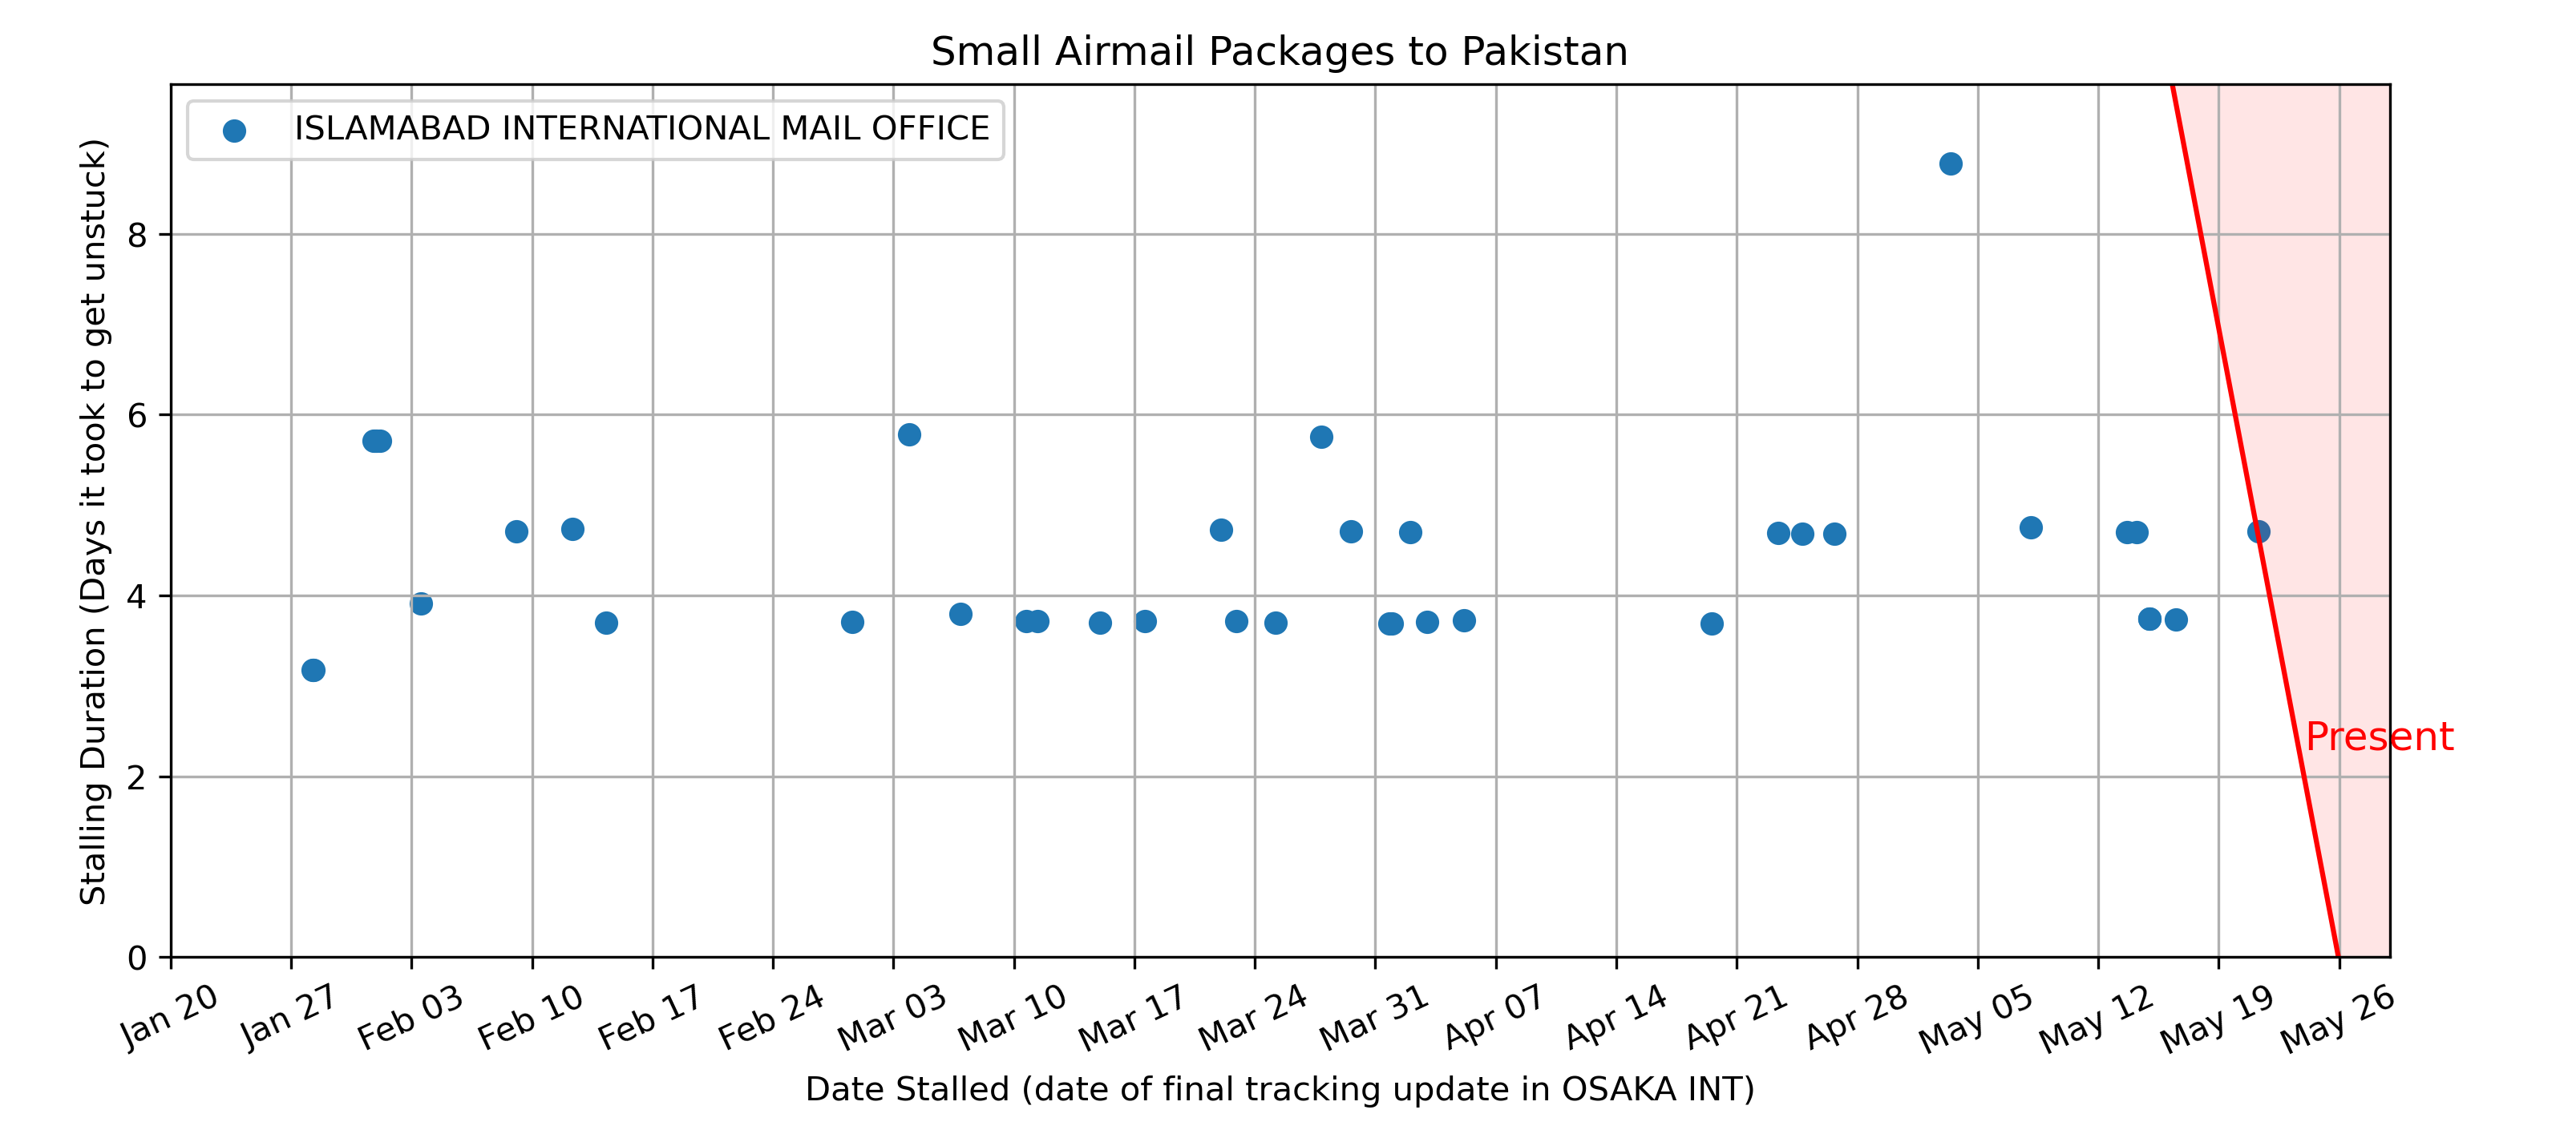 Small Airmail Packages to Pakistan
ISLAMABAD INTERNATIONAL MAIL OFFICE
Stalling Duration (Days it took to get unstuck)
8
6
4
2
0
Present
Jan 20 Jan 27 Feb 03 Feb 10 Feb 17 Feb 24 Mar 03 Mar 10 Mar 17 Mar 24 Mar 31 Apr 07 Apr 14 Apr 21 Apr 28 May 05 May 12 May 19 May 26
Date Stalled (date of final tracking update in OSAKA INT)